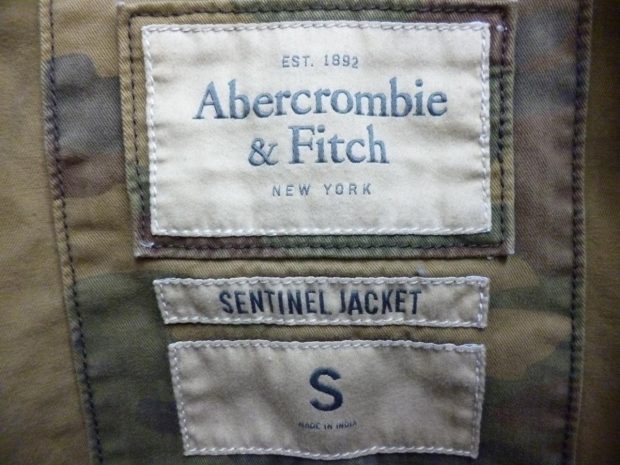 EST. 1892
Abercrombie
& Fitch
NEW YORK
SENTINEL JACKET
S
MADE IN INDIA